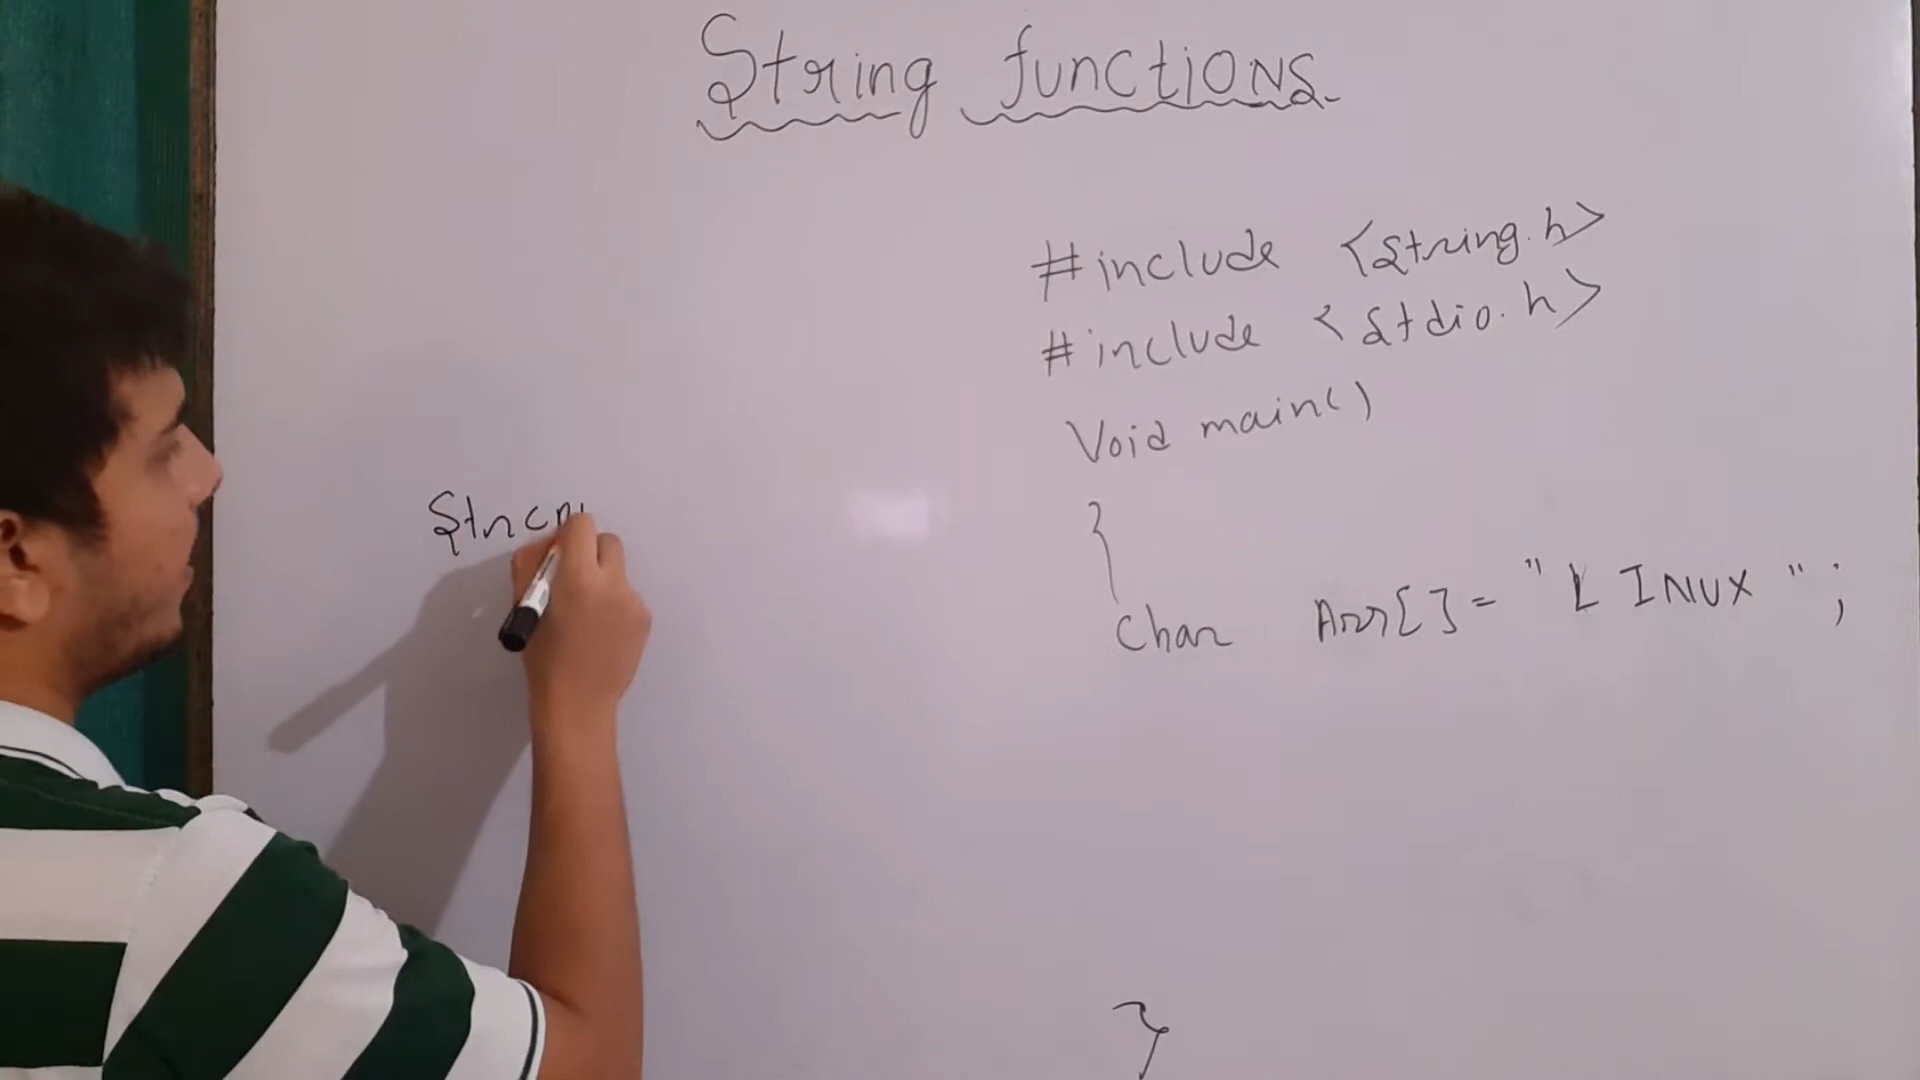 String functions
#include <string.h>
#include <stdio.h>
Void main()
{
Char Arr[] = "LINUX";
}